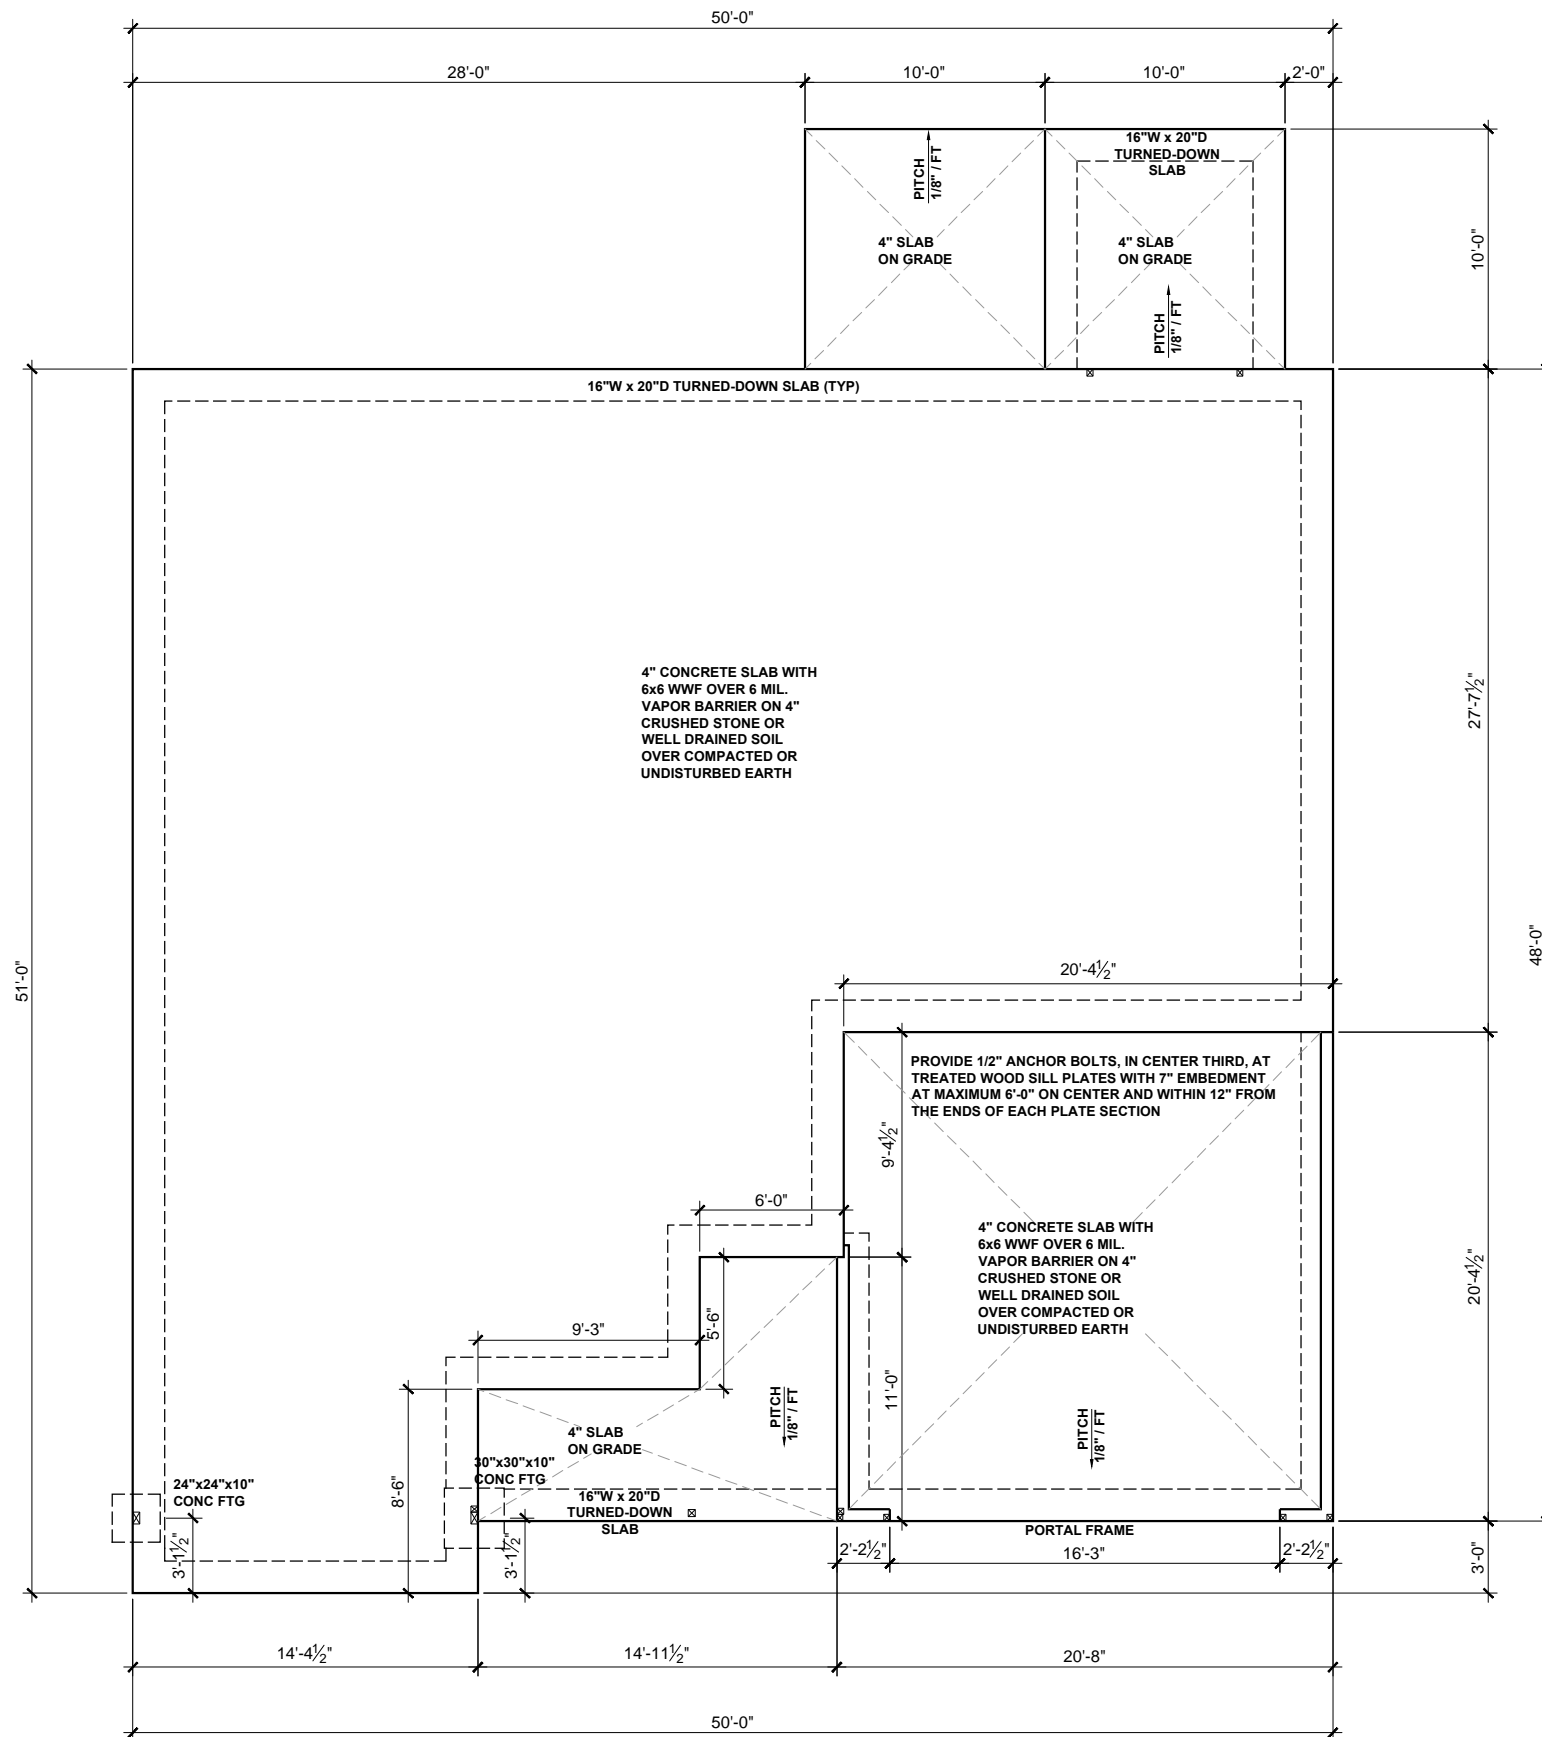 50'-0"
28'-0"
10'-0"
10'-0"
2'-0"
16"W x 20"D
TURNED-DOWN
SLAB
PITCH
1/8" / FT
4" SLAB
ON GRADE
4" SLAB
ON GRADE
10'-0"
PITCH
1/8" / FT
16"W x 20"D TURNED-DOWN SLAB (TYP)
4" CONCRETE SLAB WITH
6x6 WWF OVER 6 MIL.
VAPOR BARRIER ON 4"
CRUSHED STONE OR
WELL DRAINED SOIL
OVER COMPACTED OR
UNDISTURBED EARTH
27'-7½"
51'-0"
48'-0"
20'-4½"
PROVIDE 1/2" ANCHOR BOLTS, IN CENTER THIRD, AT
TREATED WOOD SILL PLATES WITH 7" EMBEDMENT
AT MAXIMUM 6'-0" ON CENTER AND WITHIN 12" FROM
THE ENDS OF EACH PLATE SECTION
9'-4½"
6'-0"
4" CONCRETE SLAB WITH
6x6 WWF OVER 6 MIL.
VAPOR BARRIER ON 4"
CRUSHED STONE OR
WELL DRAINED SOIL
OVER COMPACTED OR
UNDISTURBED EARTH
20'-4½"
9'-3"
5'-6"
11'-0"
PITCH
1/8" / FT
PITCH
1/8" / FT
4" SLAB
ON GRADE
30"x30"x10"
CONC FTG
24"x24"x10"
CONC FTG
8'-6"
16"W x 20"D
TURNED-DOWN
SLAB
PORTAL FRAME
3'-1½"
3'-1½"
2'-2½"
16'-3"
2'-2½"
3'-0"
14'-4½"
14'-11½"
20'-8"
50'-0"